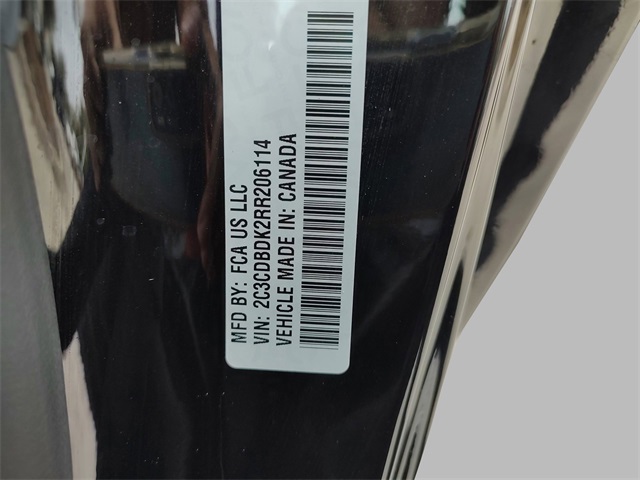 MFD BY: FCA US LLC
VIN: 2C3CDBDK2RR206114
VEHICLE MADE IN: CANADA